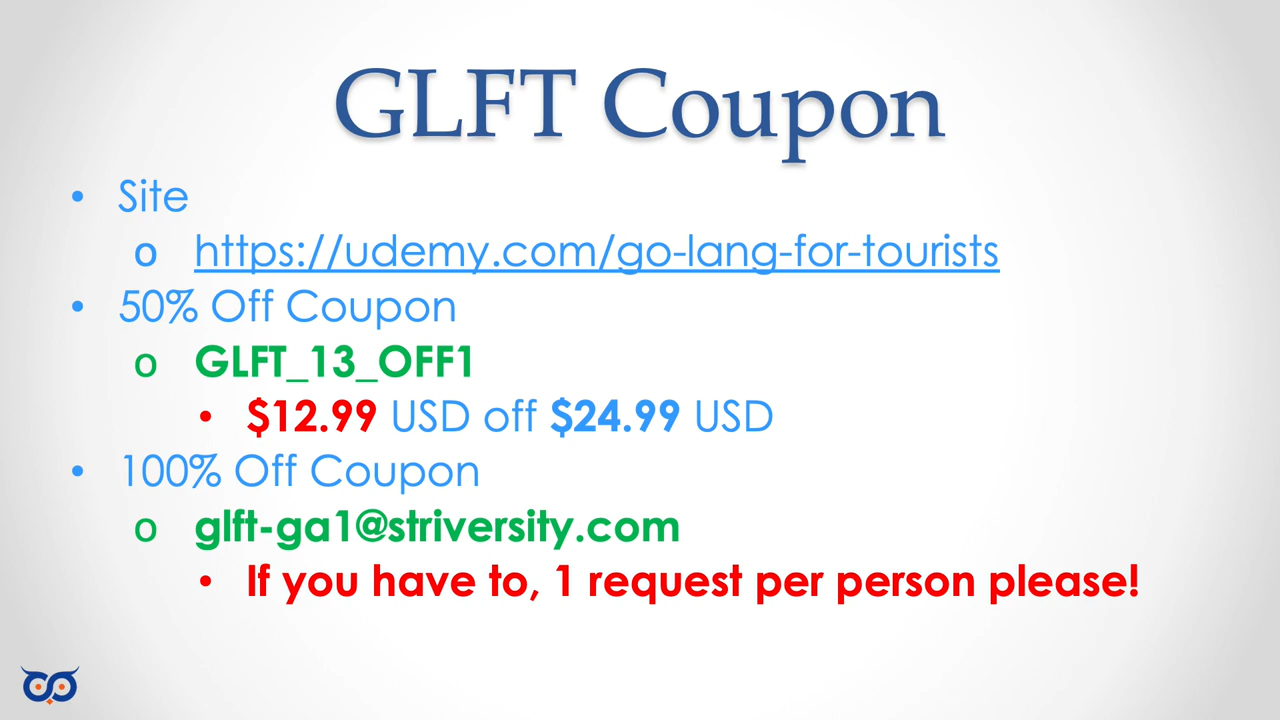 GLFT Coupon
• Site
o https://udemy.com/go-lang-for-tourists
• 50% Off Coupon
o GLFT_13_OFF1
• $12.99 USD off $24.99 USD
• 100% Off Coupon
o glft-ga1@striversity.com
• If you have to, 1 request per person please!